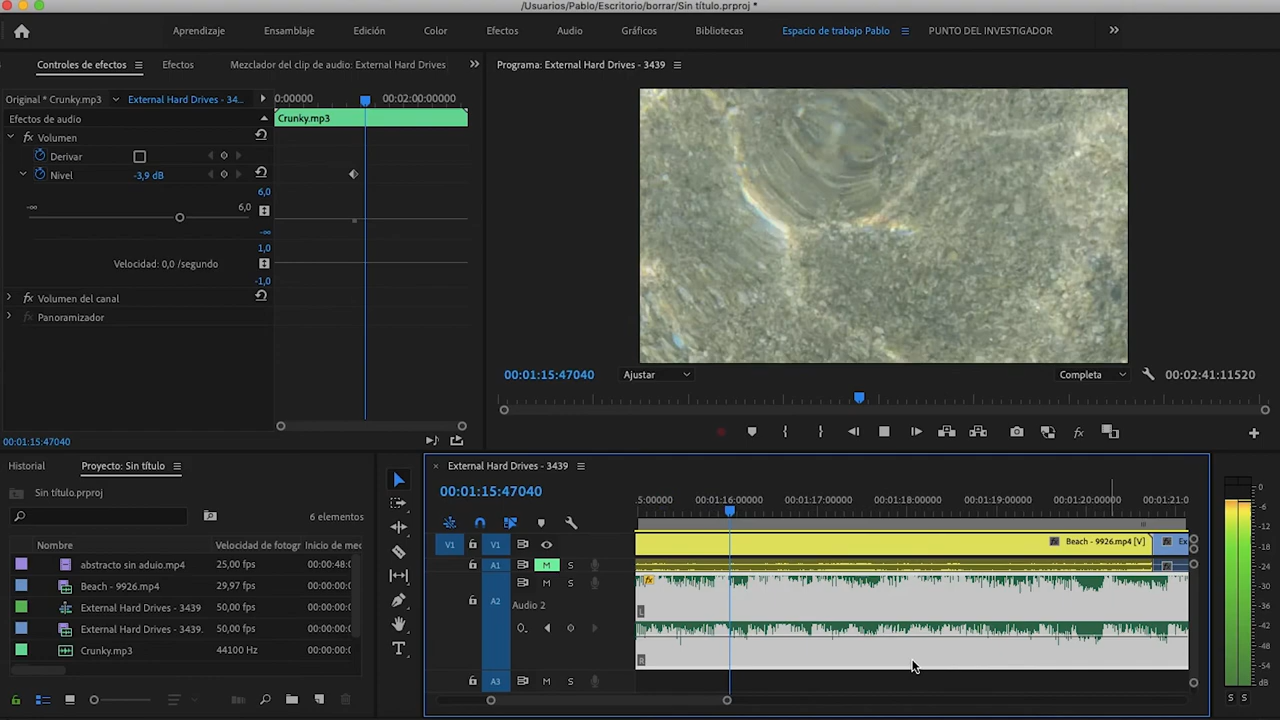 /Usuarios/Pablo/Escritorio/borrar/Sin título.prproj *
Aprendizaje Ensamblaje Edición Color Efectos Audio Gráficos Bibliotecas Espacio de trabajo Pablo PUNTO DEL INVESTIGADOR
Controles de efectos Efectos Mezclador del clip de audio: External Hard Drives
Programa: External Hard Drives - 3439
Original * Crunky.mp3 External Hard Drives - 34...
0:00000 00:02:00:00000
Efectos de audio
Crunky.mp3
fx Volumen
Derivar
Nivel -3,9 dB
6,0
-∞ 6,0
-∞
1,0
Velocidad: 0,0 /segundo
-1,0
fx Volumen del canal
fx Panoramizador
00:01:15:47040
00:01:15:47040 Ajustar Completa 00:02:41:11520
Historial Proyecto: Sin título
Sin título.prproj
6 elementos
Nombre Velocidad de fotogr Inicio de me
abstracto sin aduio.mp4 25,00 fps 00:00:48:0
Beach - 9926.mp4 29,97 fps 00:00:00:0
External Hard Drives - 3439 50,00 fps 00:00:00:0
External Hard Drives - 3439. 50,00 fps 00:00:00:0
Crunky.mp3 44100 Hz 00:00:00:0
External Hard Drives - 3439
00:01:15:47040
.5:00000 00:01:16:00000 00:01:17:00000 00:01:18:00000 00:01:19:00000 00:01:20:00000 00:01:21:0
V1 V1 fx Beach - 9926.mp4 [V] fx Ex
A1 M S
M S
fx
A2 Audio 2
L
R
A3 M S
0
-6
-12
-18
-24
-30
-36
-42
-48
-54
dB
S S